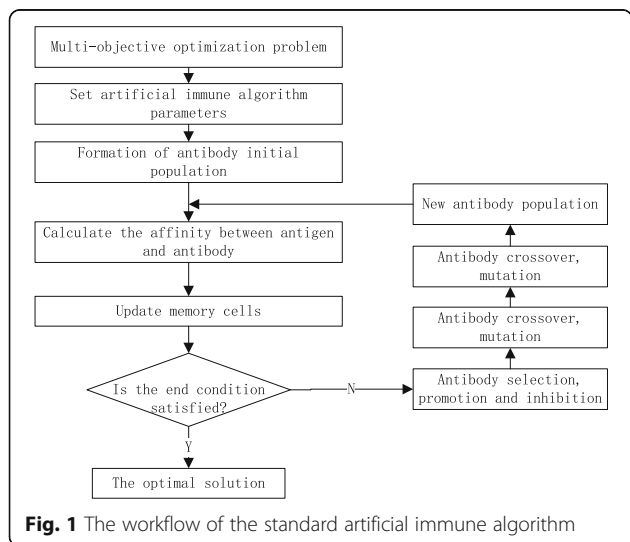 Multi-objective optimization problem
Set artificial immune algorithm
parameters
Formation of antibody initial
population
Calculate the affinity between antigen
and antibody
Update memory cells
Is the end condition
satisfied?
Y
The optimal solution
N
Antibody selection,
promotion and inhibition
Antibody crossover,
mutation
Antibody crossover,
mutation
New antibody population
Fig. 1 The workflow of the standard artificial immune algorithm